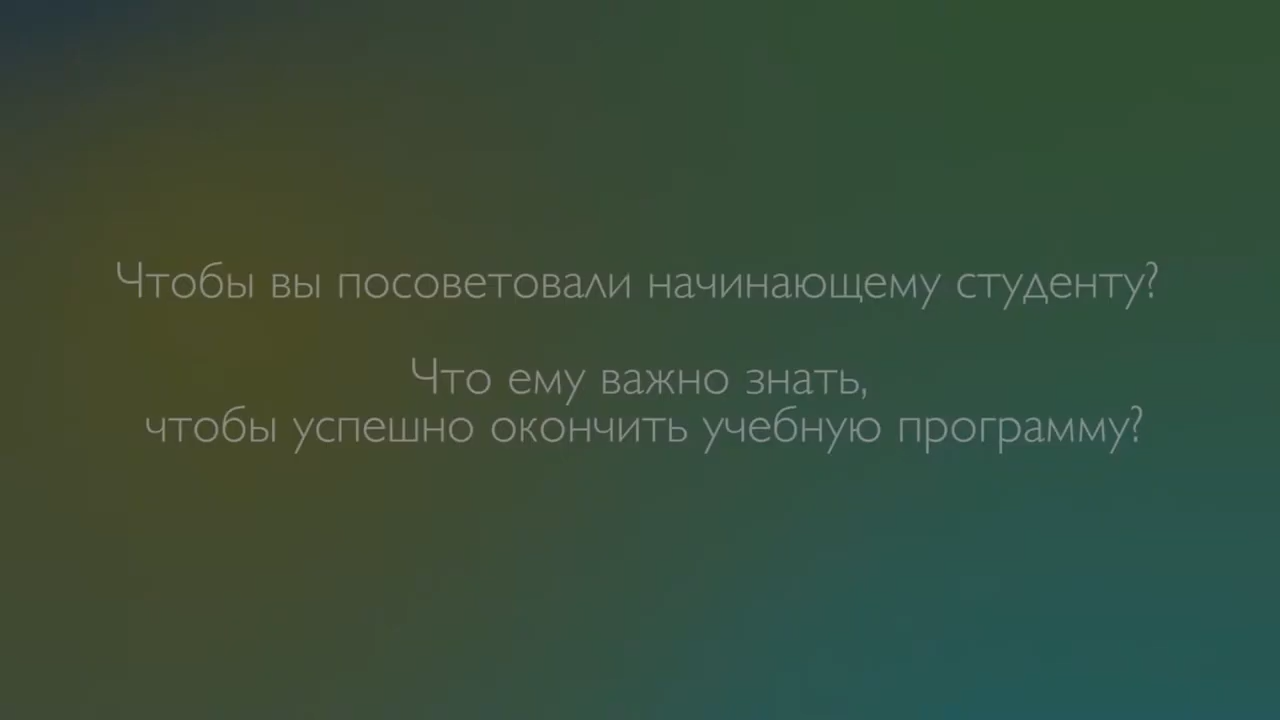 Чтобы вы посоветовали начинающему студенту?
Что ему важно знать,
чтобы успешно окончить учебную программу?